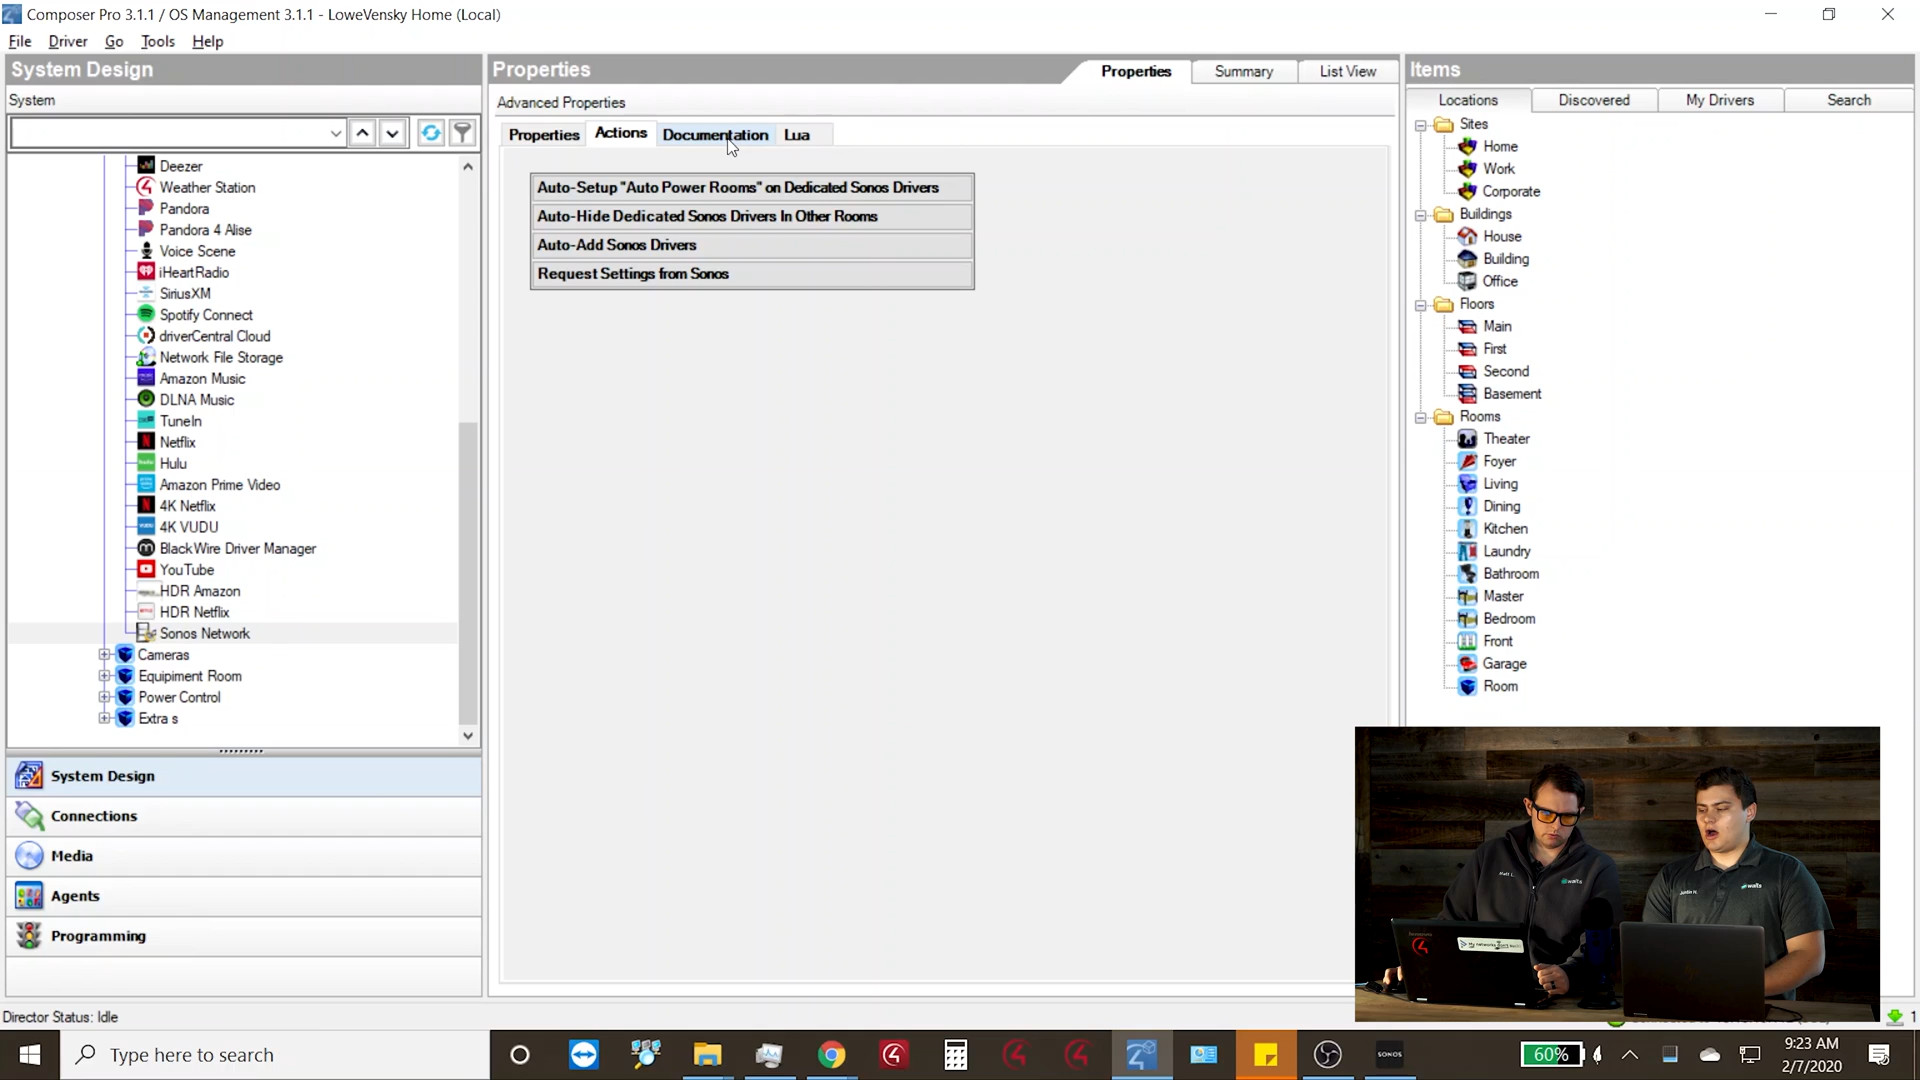 Composer Pro 3.1.1 / OS Management 3.1.1 - LoweVensky Home (Local)
File Driver Go Tools Help
System Design
System
Deezer
Weather Station
Pandora
Pandora 4 Alise
Voice Scene
iHeartRadio
SiriusXM
Spotify Connect
driverCentral Cloud
Network File Storage
Amazon Music
DLNA Music
TuneIn
Netflix
Hulu
Amazon Prime Video
4K Netflix
4K VUDU
BlackWire Driver Manager
YouTube
HDR Amazon
HDR Netflix
Sonos Network
Cameras
Equipiment Room
Power Control
Extra s
System Design
Connections
Media
Agents
Programming
Director Status: Idle
Properties
Properties Summary List View
Advanced Properties
Properties Actions Documentation Lua
Auto-Setup "Auto Power Rooms" on Dedicated Sonos Drivers
Auto-Hide Dedicated Sonos Drivers In Other Rooms
Auto-Add Sonos Drivers
Request Settings from Sonos
Items
Locations Discovered My Drivers Search
Sites
Home
Work
Corporate
Buildings
House
Building
Office
Floors
Main
First
Second
Basement
Rooms
Theater
Foyer
Living
Dining
Kitchen
Laundry
Bathroom
Master
Bedroom
Front
Garage
Room
Matt L.
walts
Justin H.
walts
1
Type here to search
SONOS
60%
9:23 AM
2/7/2020